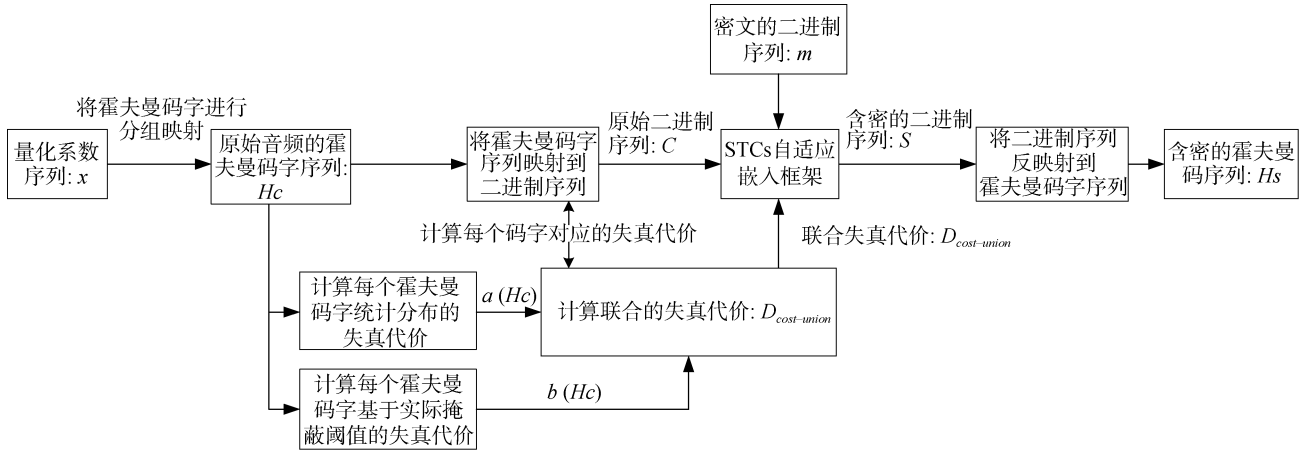 密文的二进制
序列: m
将霍夫曼码字进行
分组映射
量化系数
序列: x
原始音频的霍
夫曼码字序列:
Hc
将霍夫曼码字
序列映射到
二进制序列
原始二进制
序列: C
STCs自适应
嵌入框架
含密的二进制
序列: S
将二进制序列
反映射到
霍夫曼码字序列
含密的霍夫曼
码序列: Hs
计算每个码字对应的失真代价
联合失真代价: Dcost–union
计算每个霍夫曼
码字统计分布的
失真代价
a (Hc)
计算联合的失真代价: Dcost–union
计算每个霍夫曼
码字基于实际掩
蔽阈值的失真代价
b (Hc)